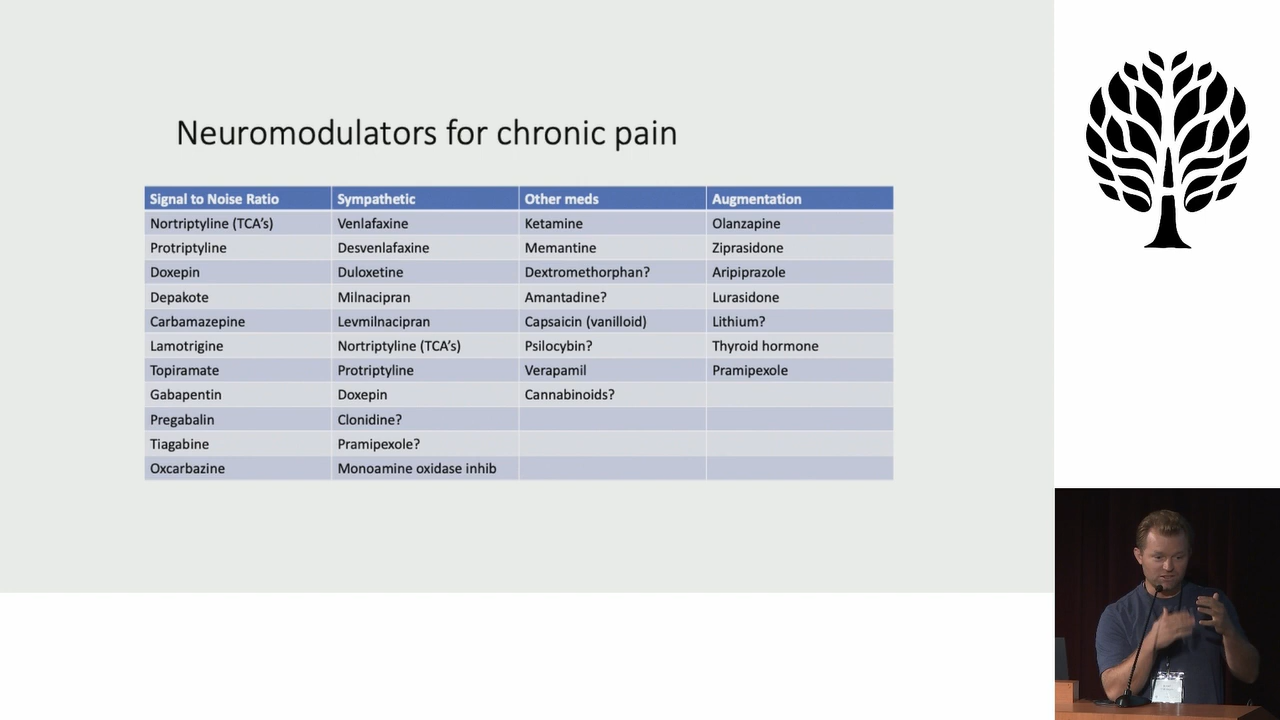 Neuromodulators for chronic pain
Signal to Noise Ratio Sympathetic Other meds Augmentation
Nortriptyline (TCA's) Venlafaxine Ketamine Olanzapine
Protriptyline Desvenlafaxine Memantine Ziprasidone
Doxepin Duloxetine Dextromethorphan? Aripiprazole
Depakote Milnacipran Amantadine? Lurasidone
Carbamazepine Levmilnacipran Capsaicin (vanilloid) Lithium?
Lamotrigine Nortriptyline (TCA's) Psilocybin? Thyroid hormone
Topiramate Protriptyline Verapamil Pramipexole
Gabapentin Doxepin Cannabinoids?
Pregabalin Clonidine?
Tiagabine Pramipexole?
Oxcarbazine Monoamine oxidase inhib